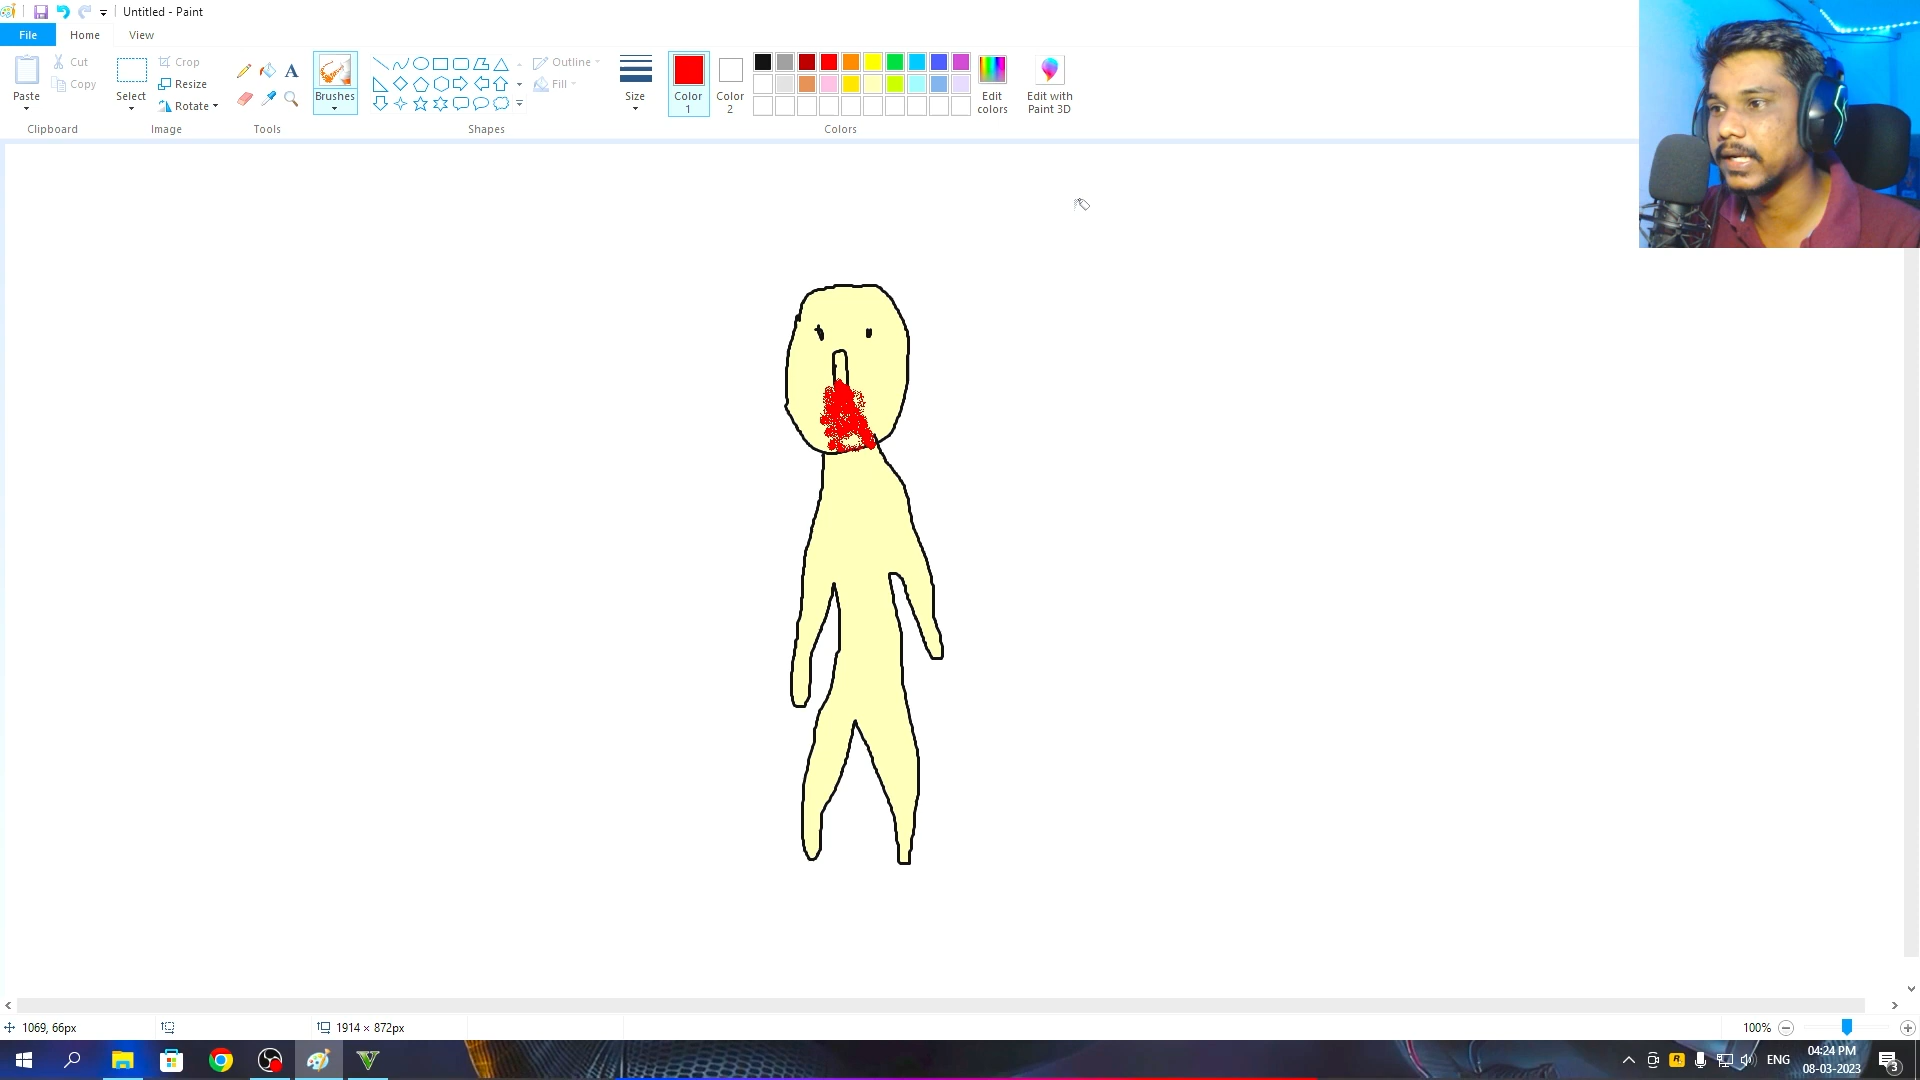 Untitled - Paint
File Home View
Paste
Cut
Copy
Clipboard
Select
Crop
Resize
Rotate
Image
A
Tools
Brushes
Outline
Fill
Shapes
Size
Color
1
Color
2
Colors
Edit
colors
Edit with
Paint 3D
1069, 66px
1914 × 872px
100%
ENG
04:24 PM
08-03-2023
3